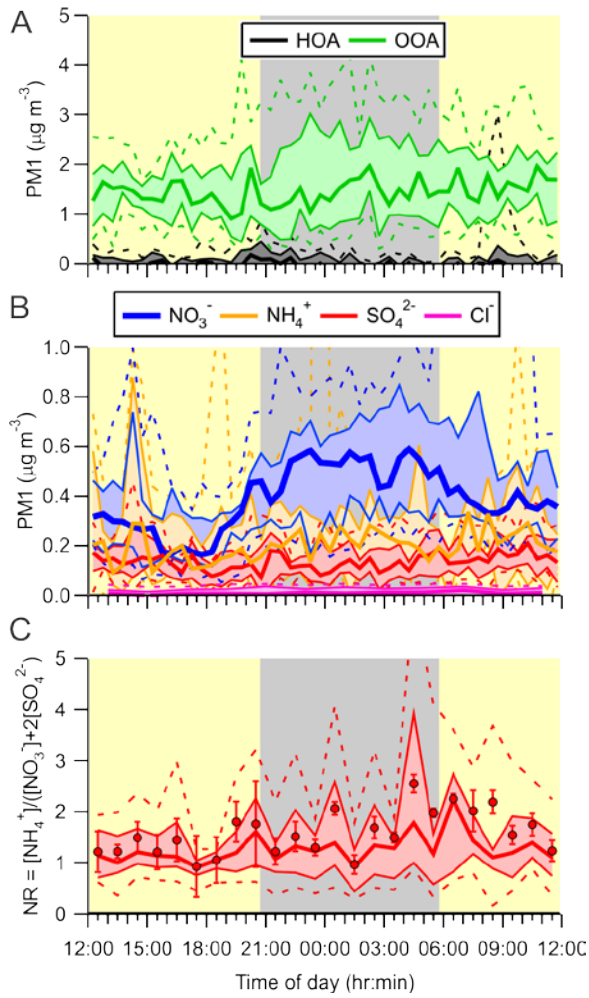 A
HOA OOA
5
4
3
2
1
0
PM1 (µg m-3)
B
NO3- NH4+ SO42- Cl-
1.0
0.8
0.6
0.4
0.2
0.0
PM1 (µg m-3)
C
5
4
3
2
1
0
NR = [NH4+]/([NO3-]+2[SO42-)
12:00 15:00 18:00 21:00 00:00 03:00 06:00 09:00 12:00
Time of day (hr:min)